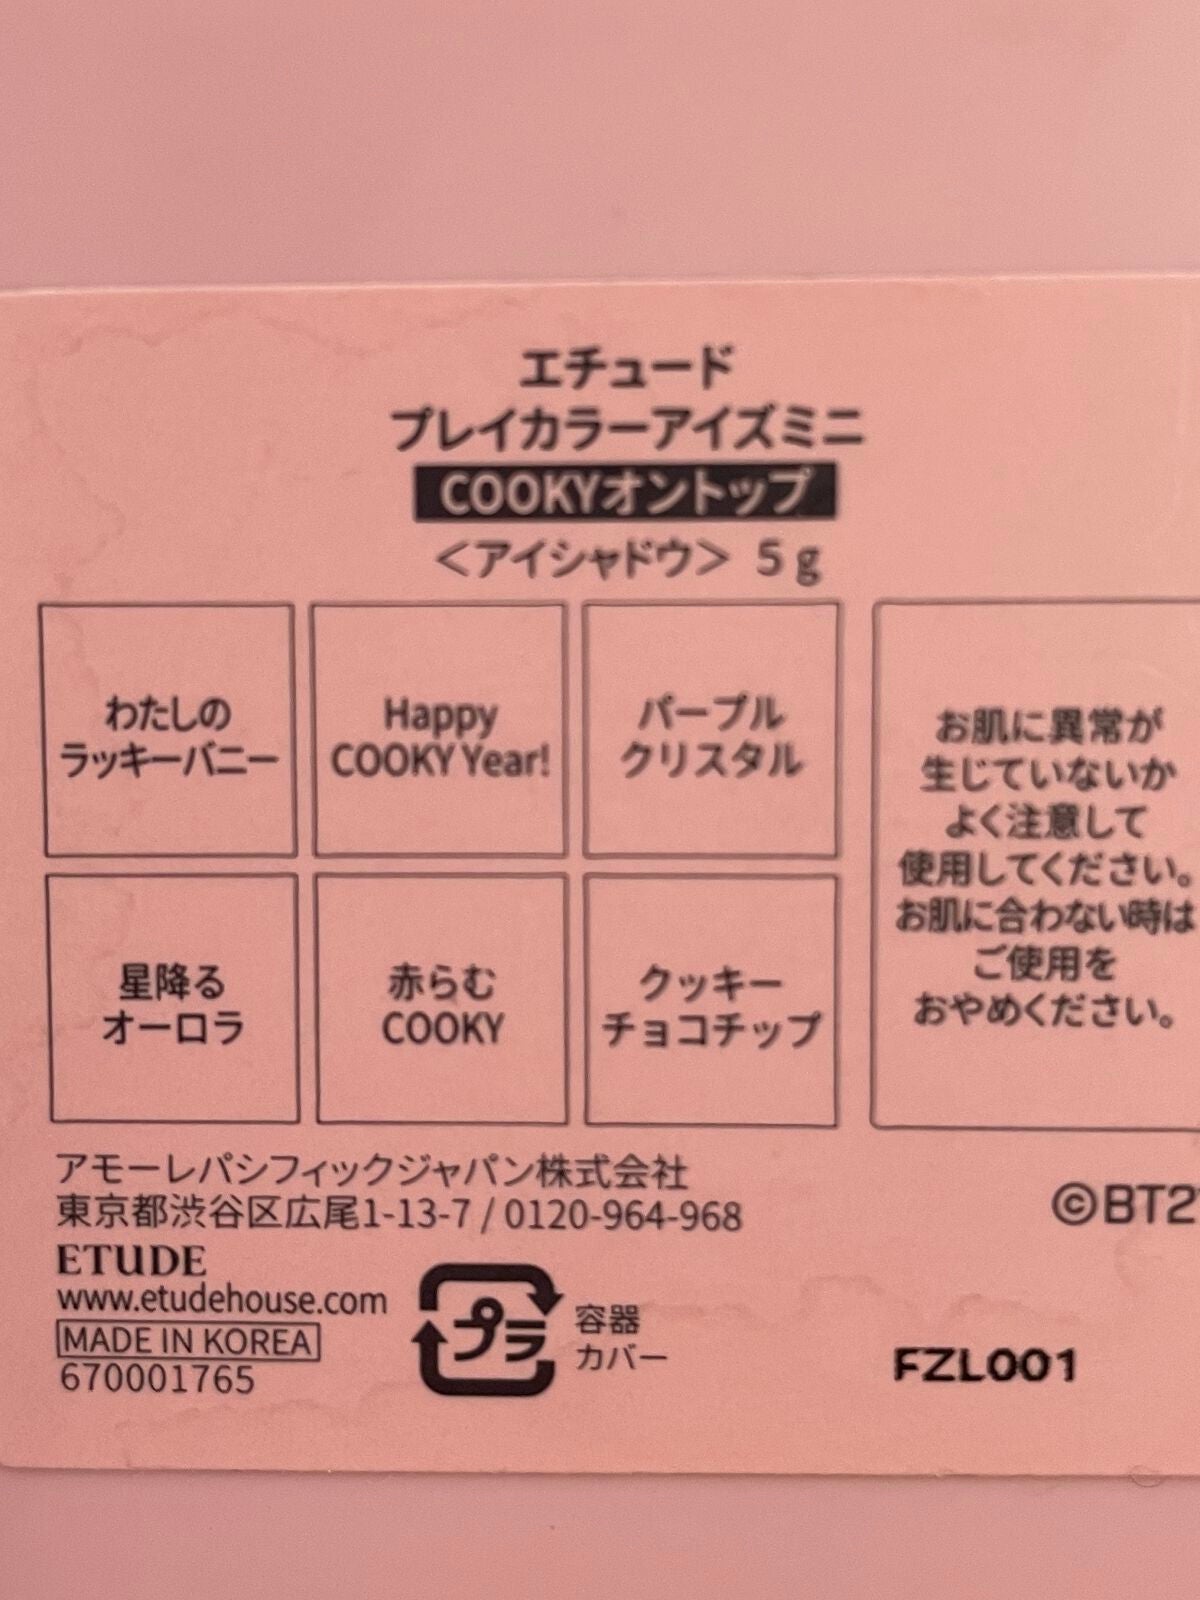 エチュード
プレイカラーアイズミニ
COOKYオントップ
＜アイシャドウ＞ 5 g
わたしの
ラッキーバニー
Happy
COOKY Year!
パープル
クリスタル
星降る
オーロラ
赤らむ
COOKY
クッキー
チョコチップ
お肌に異常が
生じていないか
よく注意して
使用してください。
お肌に合わない時は
ご使用を
おやめください。
アモーレパシフィックジャパン株式会社
東京都渋谷区広尾1-13-7 / 0120-964-968
©BT21
ETUDE
www.etudehouse.com
MADE IN KOREA
670001765
プラ
容器
カバー
FZL001